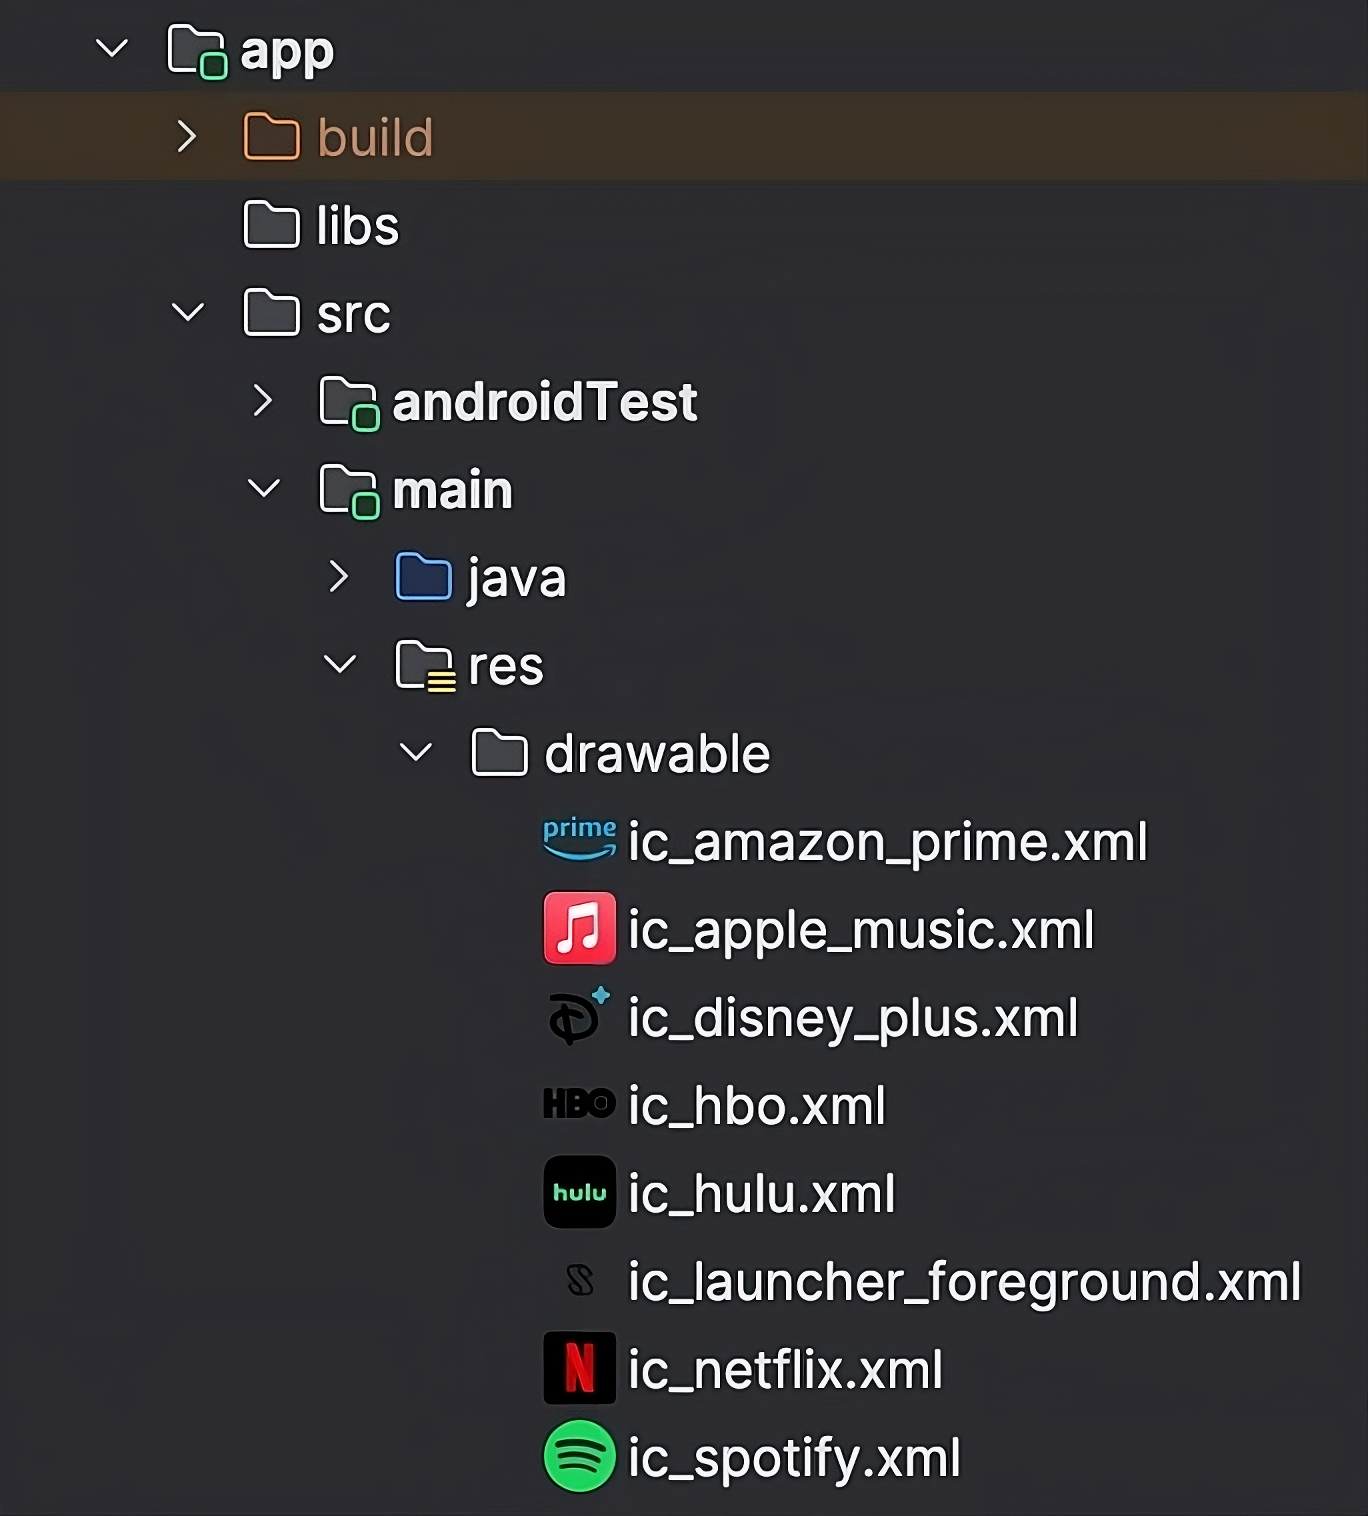 app
build
libs
src
androidTest
main
java
res
drawable
prime ic_amazon_prime.xml
ic_apple_music.xml
ic_disney_plus.xml
HBO ic_hbo.xml
hulu ic_hulu.xml
S ic_launcher_foreground.xml
N ic_netflix.xml
ic_spotify.xml